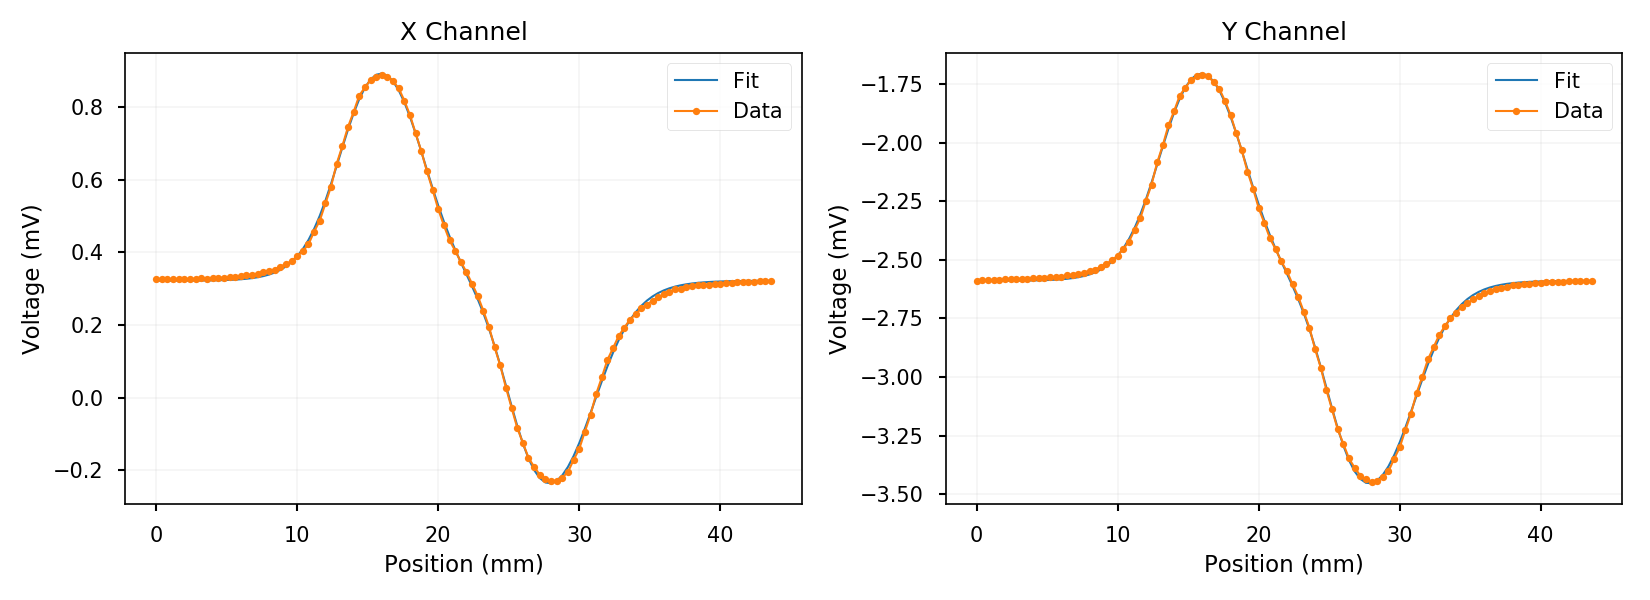 X Channel
Voltage (mV)
0.8
0.6
0.4
0.2
0.0
−0.2
Fit
Data
0 10 20 30 40
Position (mm)
Y Channel
Voltage (mV)
−1.75
−2.00
−2.25
−2.50
−2.75
−3.00
−3.25
−3.50
Fit
Data
0 10 20 30 40
Position (mm)